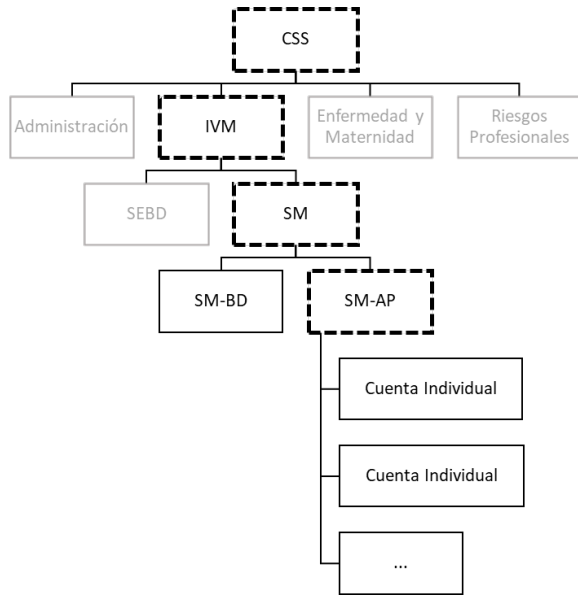 CSS
Administración
IVM
Enfermedad y
Maternidad
Riesgos
Profesionales
SEBD
SM
SM-BD
SM-AP
Cuenta Individual
Cuenta Individual
...